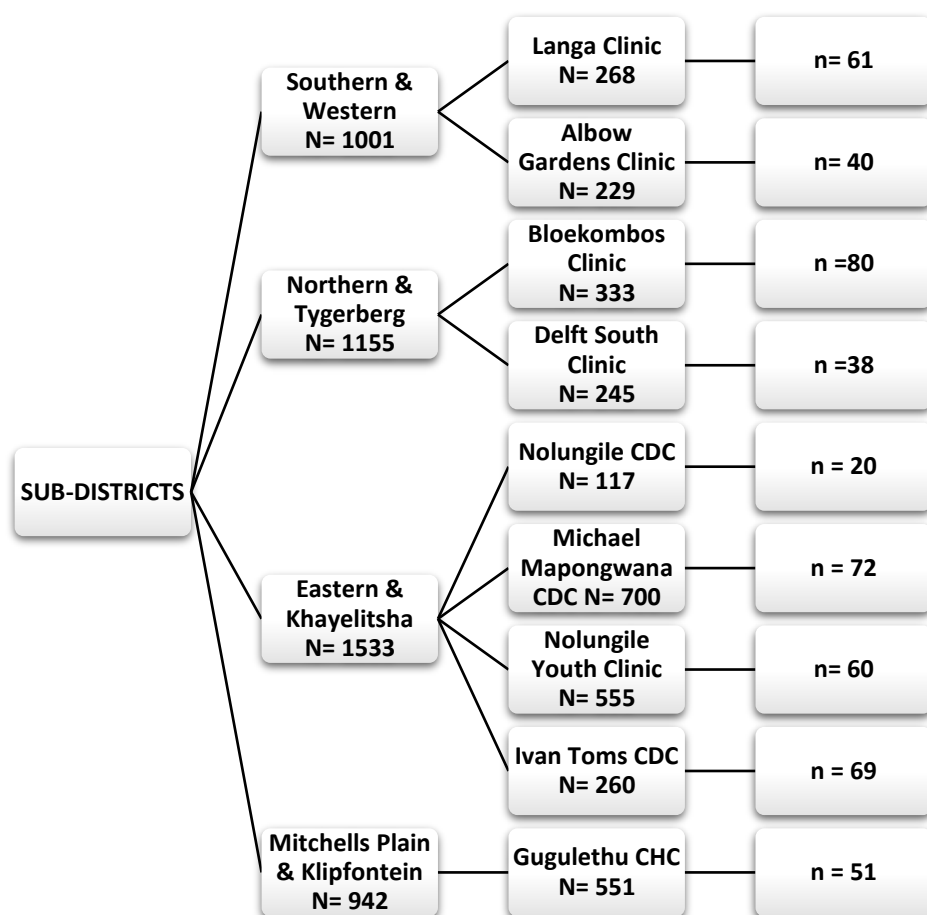 SUB-DISTRICTS
Southern &
Western
N= 1001
Langa Clinic
N= 268
n= 61
Albow
Gardens Clinic
N= 229
n= 40
Northern &
Tygerberg
N= 1155
Bloekombos
Clinic
N= 333
n =80
Delft South
Clinic
N= 245
n =38
Eastern &
Khayelitsha
N= 1533
Nolungile CDC
N= 117
n = 20
Michael
Mapongwana
CDC N= 700
n = 72
Nolungile
Youth Clinic
N= 555
n= 60
Ivan Toms CDC
N= 260
n = 69
Mitchells Plain
& Klipfontein
N= 942
Gugulethu CHC
N= 551
n = 51